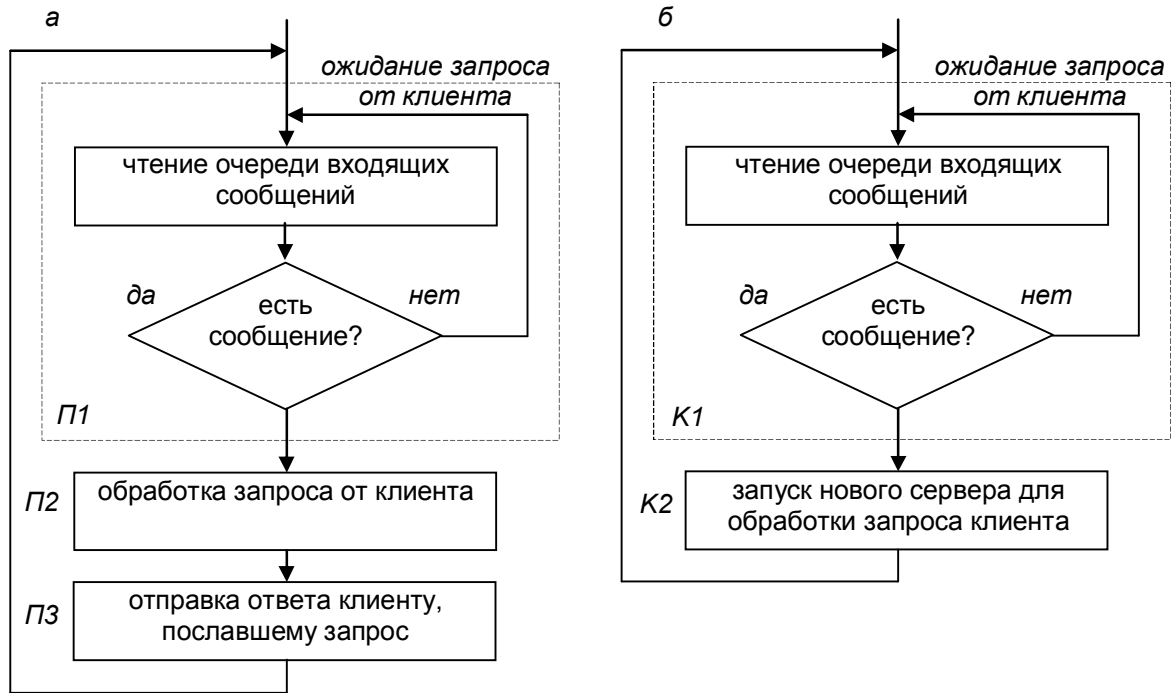 а
ожидание запроса
от клиента
чтение очереди входящих
сообщений
да
есть
сообщение?
нет
П1
П2
обработка запроса от клиента
П3
отправка ответа клиенту,
пославшему запрос
б
ожидание запроса
от клиента
чтение очереди входящих
сообщений
да
есть
сообщение?
нет
К1
К2
запуск нового сервера для
обработки запроса клиента